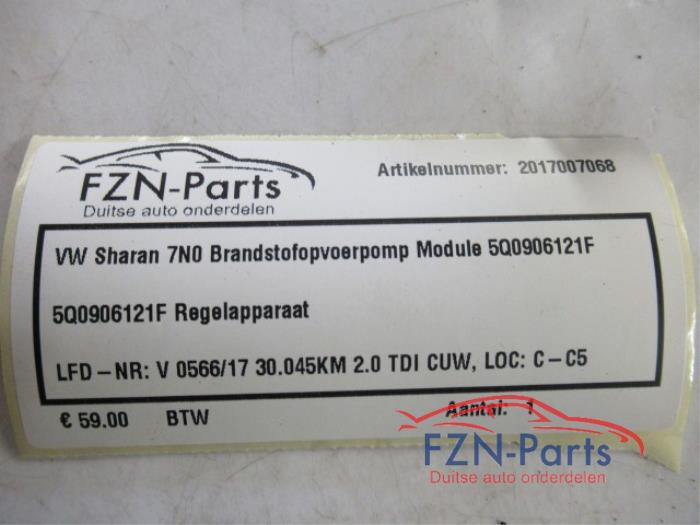 FZN-Parts
Duitse auto onderdelen
Artikelnummer: 2017007068
VW Sharan 7N0 Brandstofopvoerpomp Module 5Q0906121F
5Q0906121F Regelapparaat
LFD-NR: V 0566/17 30.045KM 2.0 TDI CUW, LOC: C-C5
€ 59.00 BTW
Aantal: 1
FZN-Parts
Duitse auto onderdelen